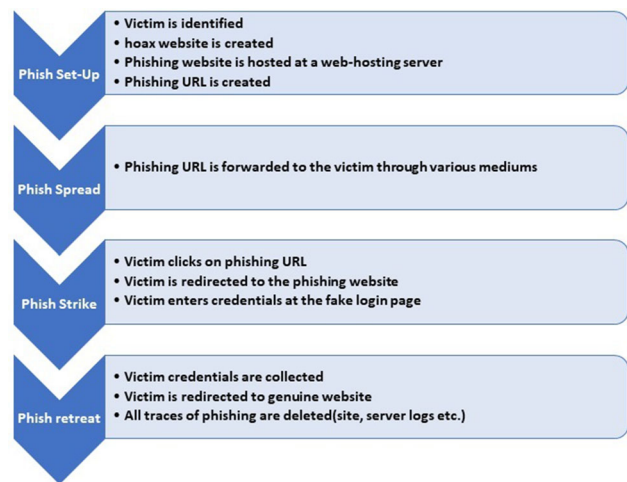 Phish Set-Up
• Victim is identified
• hoax website is created
• Phishing website is hosted at a web-hosting server
• Phishing URL is created
Phish Spread
• Phishing URL is forwarded to the victim through various mediums
Phish Strike
• Victim clicks on phishing URL
• Victim is redirected to the phishing website
• Victim enters credentials at the fake login page
Phish retreat
• Victim credentials are collected
• Victim is redirected to genuine website
• All traces of phishing are deleted(site, server logs etc.)